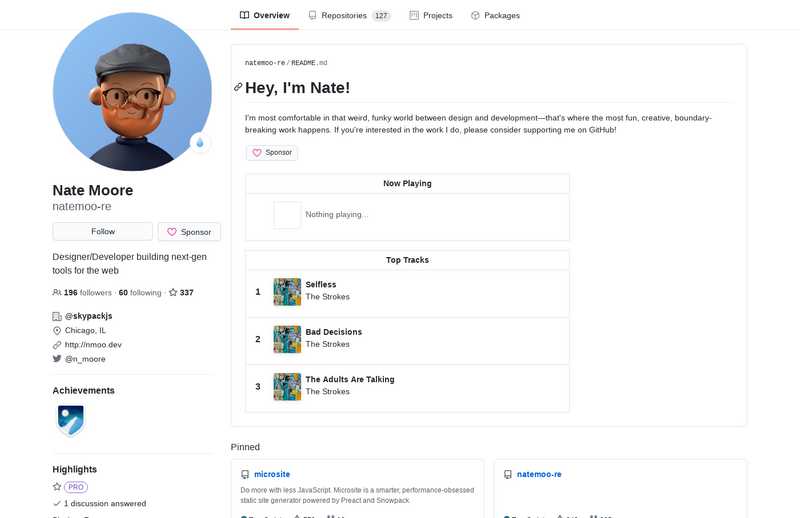 Overview
Repositories 127
Projects
Packages
Nate Moore
natemoo-re
Follow
Sponsor
Designer/Developer building next-gen
tools for the web
196 followers · 60 following · 337
@skypackjs
Chicago, IL
http://nmoo.dev
@n_moore
Achievements
Highlights
PRO
1 discussion answered
natemoo-re / README.md
Hey, I'm Nate!
I'm most comfortable in that weird, funky world between design and development—that's where the most fun, creative, boundary-
breaking work happens. If you're interested in the work I do, please consider supporting me on GitHub!
Sponsor
Now Playing
Nothing playing...
Top Tracks
1
Selfless
The Strokes
2
Bad Decisions
The Strokes
3
The Adults Are Talking
The Strokes
Pinned
microsite
Do more with less JavaScript. Microsite is a smarter, performance-obsessed
static site generator powered by Preact and Snowpack.
natemoo-re